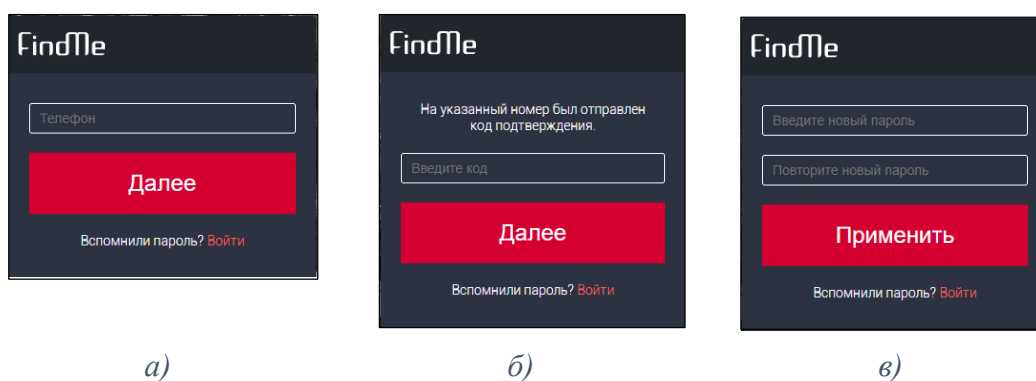 FindMe
Телефон
Далее
Вспомнили пароль? Войти
а)
FindMe
На указанный номер был отправлен
код подтверждения.
Введите код
Далее
Вспомнили пароль? Войти
б)
FindMe
Введите новый пароль
Повторите новый пароль
Применить
Вспомнили пароль? Войти
в)